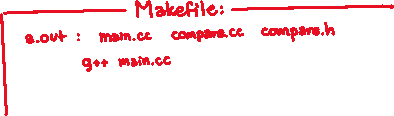 Makefile:
a.out : main.cc compare.cc compare.h
g++ main.cc